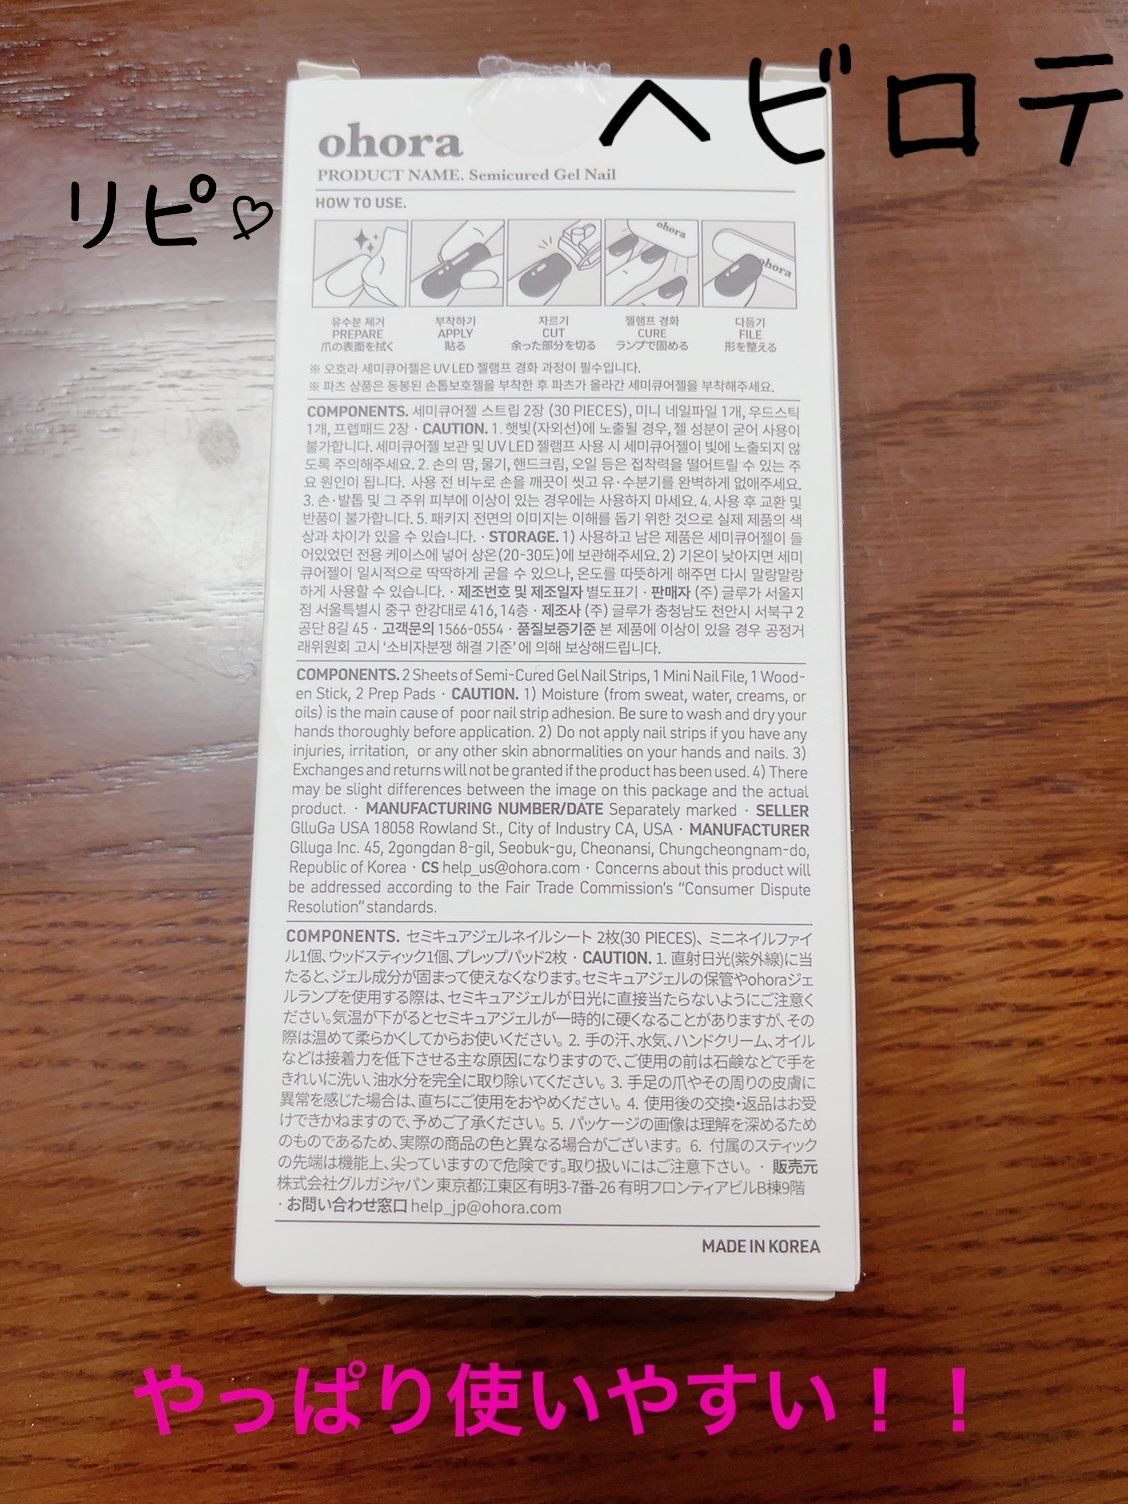 ヘビロテ
リピ♡
ohora
PRODUCT NAME. Semicured Gel Nail
HOW TO USE.
ohora
ohora
유수분 제거 부착하기 자르기 젤램프 경화 다듬기
PREPARE APPLY CUT CURE FILE
爪の表面を拭く 貼る 余った部分を切る ランプで固める 形を整える
※ 오호라 세미큐어젤은 UV LED 젤램프 경화 과정이 필수입니다.
※ 파츠 상품은 동봉된 손톱보호젤을 부착한 후 파츠가 올라간 세미큐어젤을 부착해주세요.
COMPONENTS. 세미큐어젤 스트립 2장 (30 PIECES), 미니 네일파일 1개, 우드스틱
1개, 프렙패드 2장 · CAUTION. 1. 햇빛(자외선)에 노출될 경우, 젤 성분이 굳어 사용이
불가합니다. 세미큐어젤 보관 및 UV LED 젤램프 사용 시 세미큐어젤이 빛에 노출되지 않
도록 주의해주세요. 2. 손의 땀, 물기, 핸드크림, 오일 등은 접착력을 떨어트릴 수 있는 주
요 원인이 됩니다. 사용 전 비누로 손을 깨끗이 씻고 유·수분기를 완벽하게 없애주세요.
3. 손·발톱 및 그 주위 피부에 이상이 있는 경우에는 사용하지 마세요. 4. 사용 후 교환 및
반품이 불가합니다. 5. 패키지 전면의 이미지는 이해를 돕기 위한 것으로 실제 제품의 색
상과 차이가 있을 수 있습니다. · STORAGE. 1) 사용하고 남은 제품은 세미큐어젤이 들
어있었던 전용 케이스에 넣어 상온(20-30도)에 보관해주세요. 2) 기온이 낮아지면 세미
큐어젤이 일시적으로 딱딱하게 굳을 수 있으나, 온도를 따뜻하게 해주면 다시 말랑말랑
하게 사용할 수 있습니다. · 제조번호 및 제조일자 별도표기 · 판매자 (주) 글루가 서울지
점 서울특별시 중구 한강대로 416, 14층 · 제조사 (주) 글루가 충청남도 천안시 서북구 2
공단 8길 45 · 고객문의 1566-0554 · 품질보증기준 본 제품에 이상이 있을 경우 공정거
래위원회 고시 '소비자분쟁 해결 기준'에 의해 보상해드립니다.
COMPONENTS. 2 Sheets of Semi-Cured Gel Nail Strips, 1 Mini Nail File, 1 Wood-
en Stick, 2 Prep Pads · CAUTION. 1) Moisture (from sweat, water, creams, or
oils) is the main cause of poor nail strip adhesion. Be sure to wash and dry your
hands thoroughly before application. 2) Do not apply nail strips if you have any
injuries, irritation, or any other skin abnormalities on your hands and nails. 3)
Exchanges and returns will not be granted if the product has been used. 4) There
may be slight differences between the image on this package and the actual
product. · MANUFACTURING NUMBER/DATE Separately marked · SELLER
GlluGa USA 18058 Rowland St., City of Industry CA, USA · MANUFACTURER
Glluga Inc. 45, 2gongdan 8-gil, Seobuk-gu, Cheonansi, Chungcheongnam-do,
Republic of Korea · CS help_us@ohora.com · Concerns about this product will
be addressed according to the Fair Trade Commission's "Consumer Dispute
Resolution" standards.
COMPONENTS. セミキュアジェルネイルシート 2枚(30 PIECES)、ミニネイルファイ
ル1個、ウッドスティック1個、プレップパッド2枚 · CAUTION. 1. 直射日光(紫外線)に当
たると、ジェル成分が固まって使えなくなります。セミキュアジェルの保管やohoraジェ
ルランプを使用する際は、セミキュアジェルが日光に直接当たらないようにご注意く
ださい。気温が下がるとセミキュアジェルが一時的に硬くなることがありますが、その
際は温めて柔らかくしてからお使いください。2. 手の汗、水気、ハンドクリーム、オイル
などは接着力を低下させる主な原因になりますので、ご使用の前は石鹸などで手を
きれいに洗い、油水分を完全に取り除いてください。3. 手足の爪やその周りの皮膚に
異常を感じた場合は、直ちにご使用をおやめください。4. 使用後の交換・返品はお受
けできかねますので、予めご了承ください。5. パッケージの画像は理解を深めるため
のものであるため、実際の商品の色と異なる場合がございます。6. 付属のスティック
の先端は機能上、尖っていますので危険です。取り扱いにはご注意下さい。· 販売元
株式会社グルガジャパン 東京都江東区有明3-7番-26 有明フロンティアビルB棟9階
· お問い合わせ窓口 help_jp@ohora.com
MADE IN KOREA
やっぱり使いやすい！！